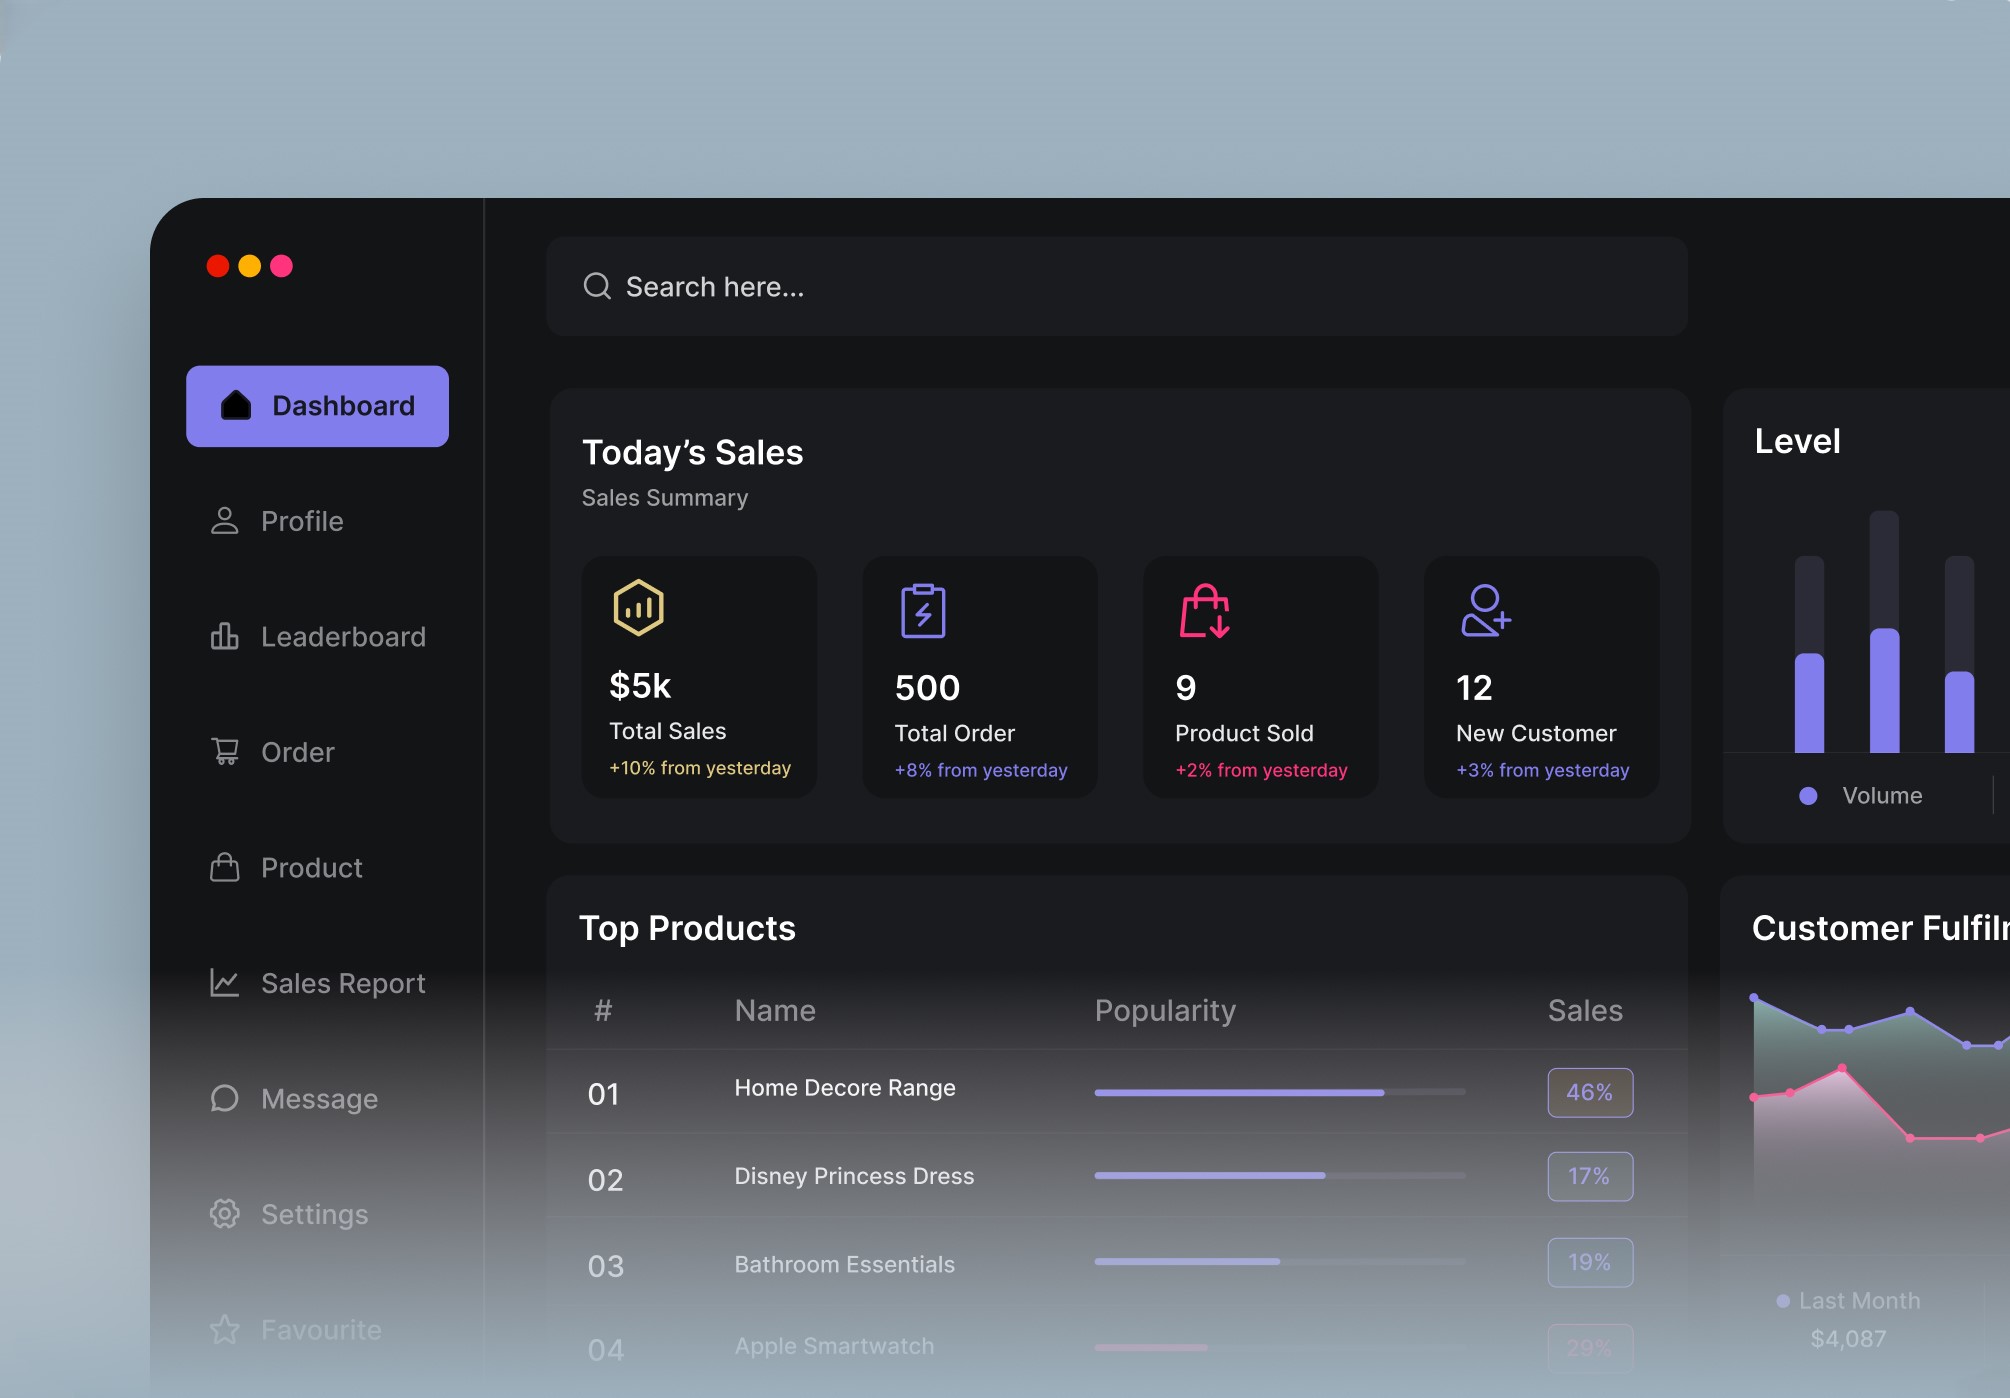 Search here...
Dashboard
Profile
Leaderboard
Order
Product
Sales Report
Message
Settings
Favourite
Today’s Sales
Sales Summary
$5k
Total Sales
+10% from yesterday
500
Total Order
+8% from yesterday
9
Product Sold
+2% from yesterday
12
New Customer
+3% from yesterday
Level
Volume
Top Products
# Name Popularity Sales
01 Home Decore Range 46%
02 Disney Princess Dress 17%
03 Bathroom Essentials 19%
04 Apple Smartwatch 29%
Customer
Last Month
$4,087